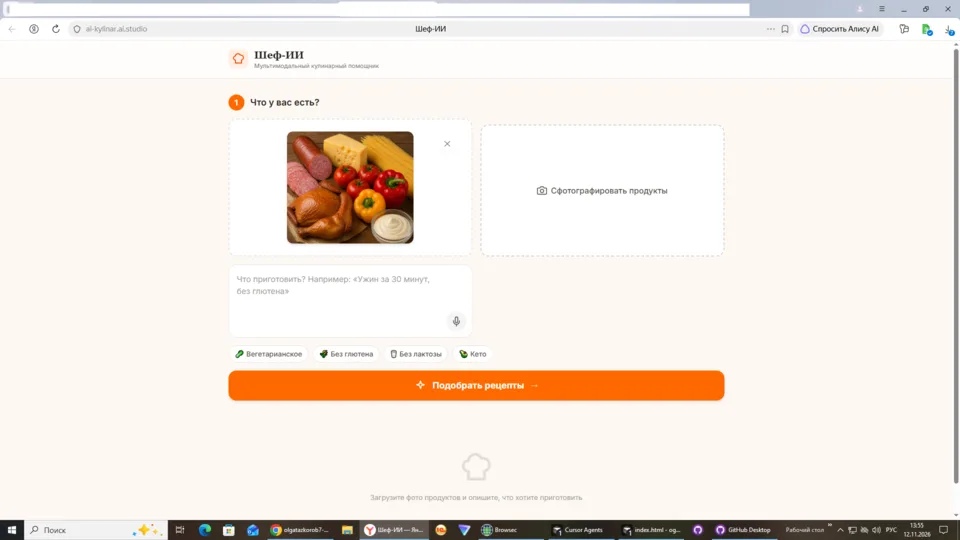 ai-kylinar.ai.studio
Шеф-ИИ
Спросить Алису AI
Шеф-ИИ
Мультимодальный кулинарный помощник
1 Что у вас есть?
Сфотографировать продукты
Что приготовить? Например: «Ужин за 30 минут,
без глютена»
Вегетарианское Без глютена Без лактозы Кето
Подобрать рецепты →
Загрузите фото продуктов и опишите, что хотите приготовить
Поиск
olgatazkorob7-...
Шеф-ИИ — Ян...
Browsec
Cursor Agents
index.html - og...
GitHub Desktop
Рабочий стол
РУС
13:55
12.11.2026